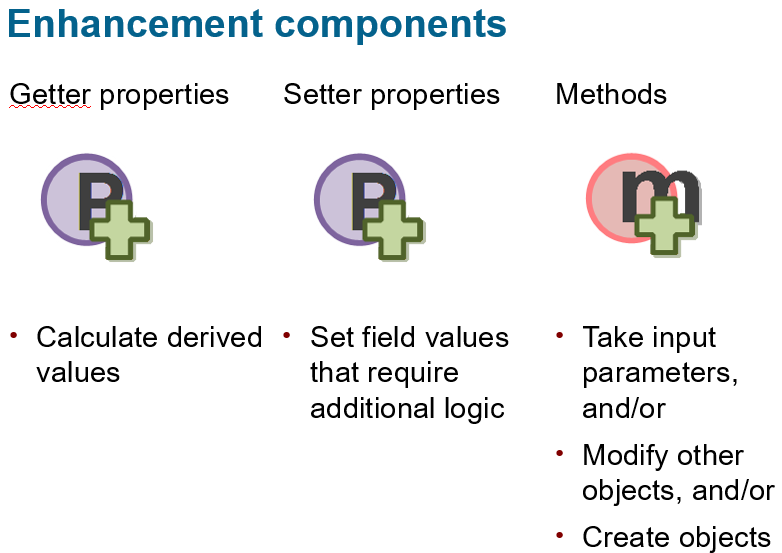 Enhancement components
Getter properties
Setter properties
Methods
P
P
m
• Calculate derived
values
• Set field values
that require
additional logic
• Take input
parameters,
and/or
• Modify other
objects, and/or
• Create objects